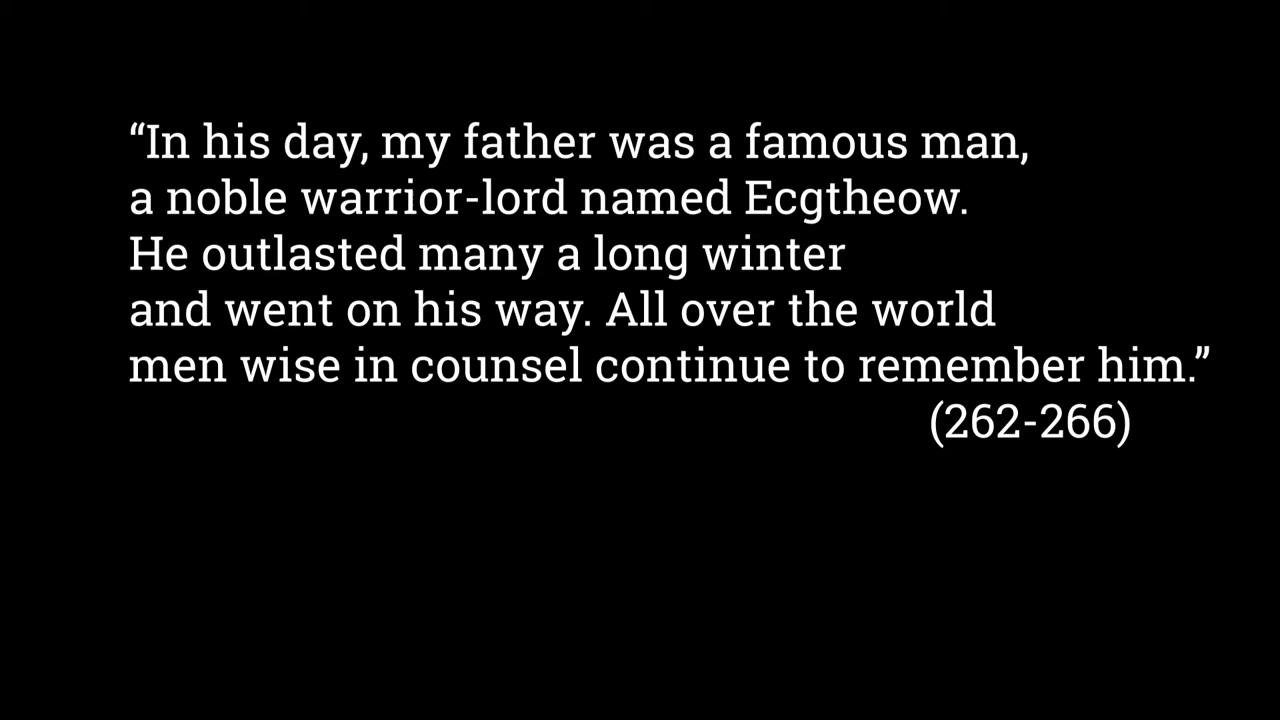 “In his day, my father was a famous man,
a noble warrior-lord named Ecgtheow.
He outlasted many a long winter
and went on his way. All over the world
men wise in counsel continue to remember him.”
(262-266)